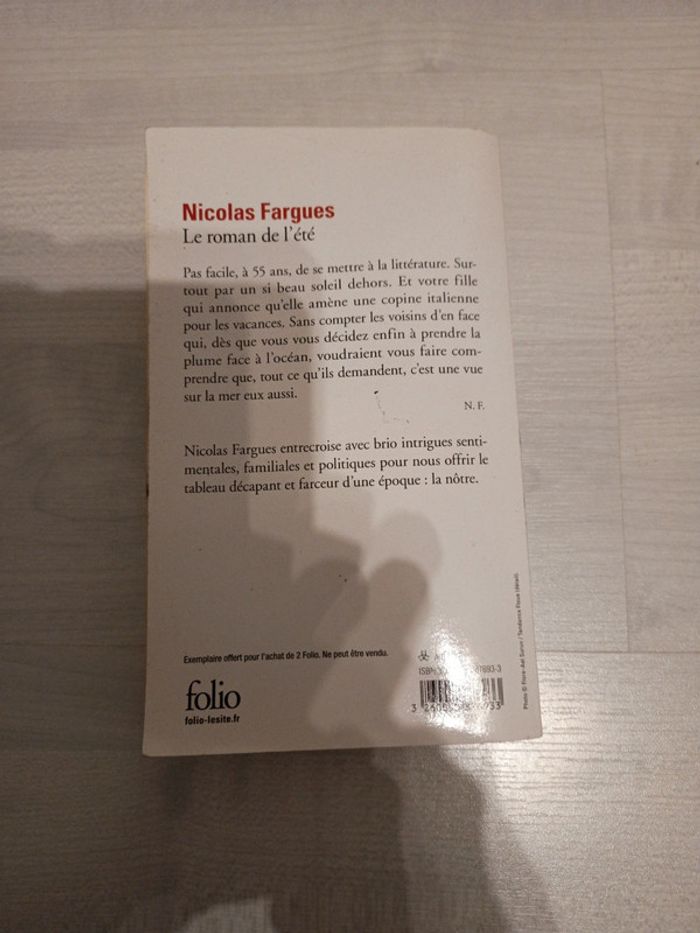 Nicolas Fargues
Le roman de l'été
Pas facile, à 55 ans, de se mettre à la littérature. Sur-
tout par un si beau soleil dehors. Et votre fille
qui annonce qu'elle amène une copine italienne
pour les vacances. Sans compter les voisins d'en face
qui, dès que vous vous décidez enfin à prendre la
plume face à l'océan, voudraient vous faire com-
prendre que, tout ce qu'ils demandent, c'est une vue
sur la mer eux aussi.
N. F.
Nicolas Fargues entrecroise avec brio intrigues senti-
mentales, familiales et politiques pour nous offrir le
tableau décapant et farceur d'une époque : la nôtre.
Exemplaire offert pour l'achat de 2 Folio. Ne peut être vendu.
folio
folio-lesite.fr
ISBN